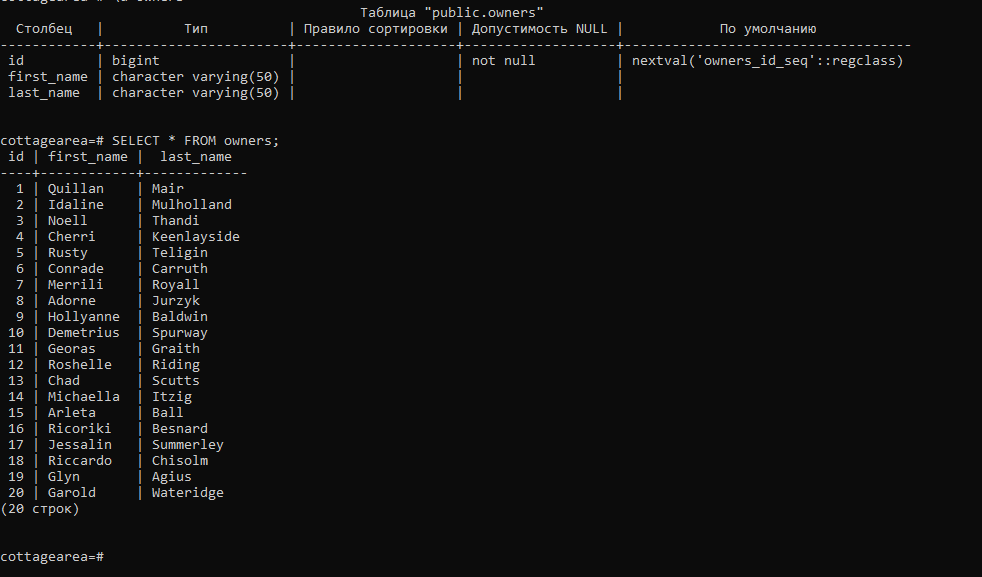 Таблица "public.owners"
Столбец | Тип | Правило сортировки | Допустимость NULL | По умолчанию
------------+-----------------------+--------------------+-------------------+------------------------------------
id | bigint | | not null | nextval('owners_id_seq'::regclass)
first_name | character varying(50) | | |
last_name | character varying(50) | | |
cottagearea=# SELECT * FROM owners;
id | first_name | last_name
----+------------+-------------
1 | Quillan | Mair
2 | Idaline | Mulholland
3 | Noell | Thandi
4 | Cherri | Keenlayside
5 | Rusty | Teligin
6 | Conrade | Carruth
7 | Merrili | Royall
8 | Adorne | Jurzyk
9 | Hollyanne | Baldwin
10 | Demetrius | Spurway
11 | Georas | Graith
12 | Roshelle | Riding
13 | Chad | Scutts
14 | Michaella | Itzig
15 | Arleta | Ball
16 | Ricoriki | Besnard
17 | Jessalin | Summerley
18 | Riccardo | Chisolm
19 | Glyn | Agius
20 | Garold | Wateridge
(20 строк)
cottagearea=#